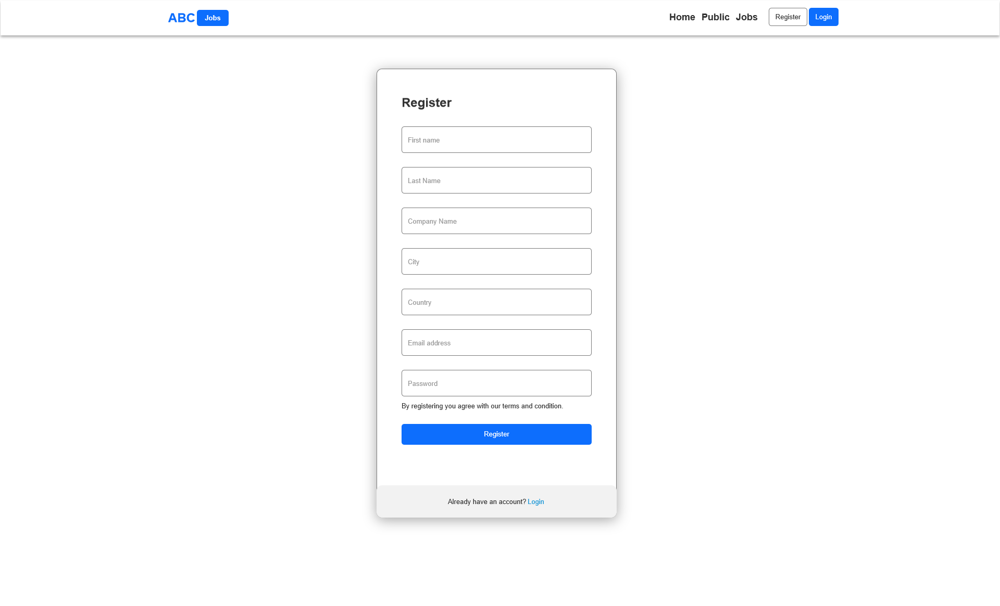 ABC Jobs Home Public Jobs Register Login
Register
First name
Last Name
Company Name
City
Country
Email address
Password
By registering you agree with our terms and condition.
Register
Already have an account? Login